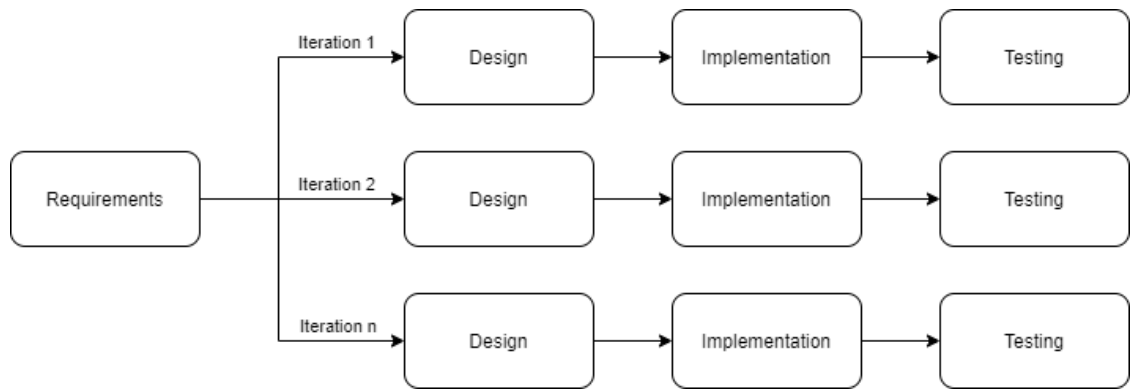 Iteration 1
Design
Implementation
Testing
Requirements
Iteration 2
Design
Implementation
Testing
Iteration n
Design
Implementation
Testing